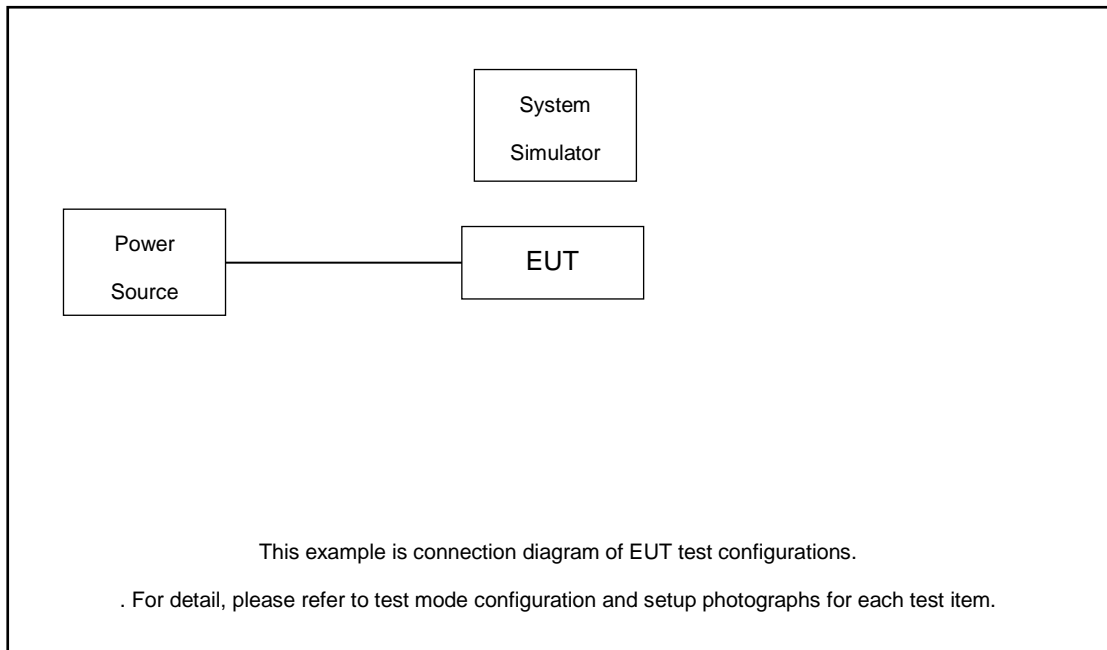 System
Simulator
Power
Source
EUT
This example is connection diagram of EUT test configurations.
. For detail, please refer to test mode configuration and setup photographs for each test item.